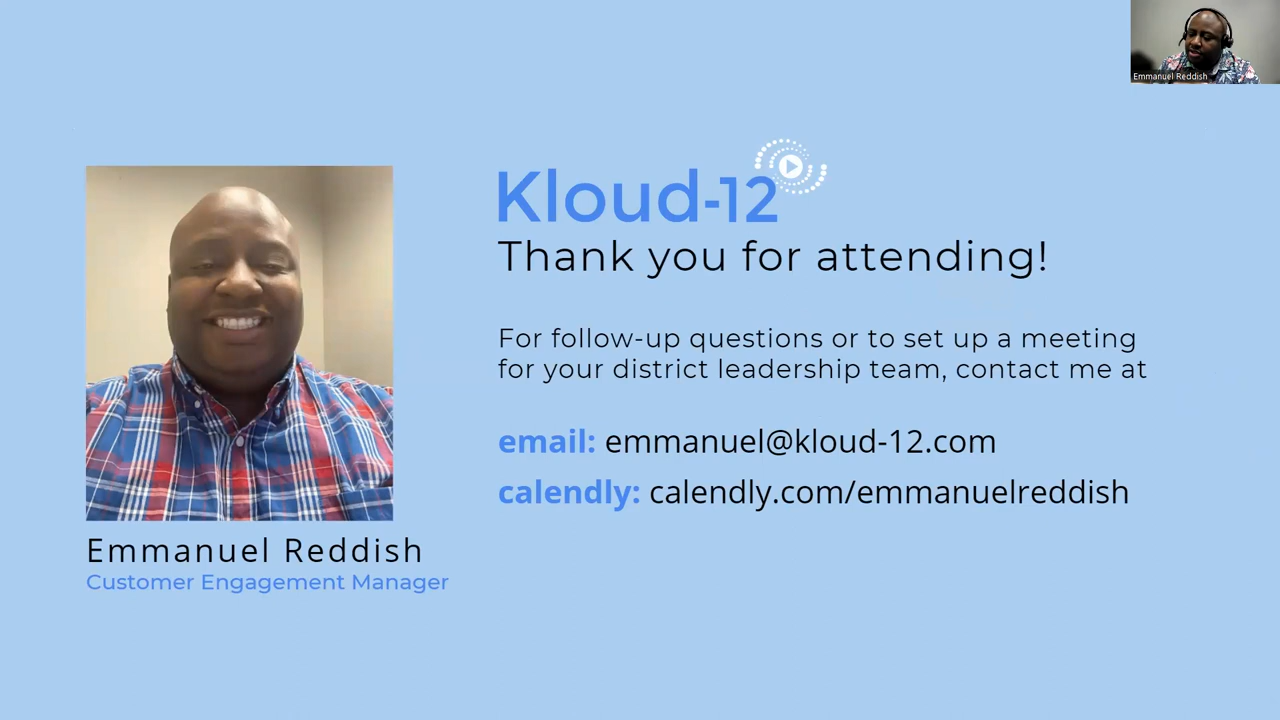 Emmanuel Reddish
Kloud-12
Thank you for attending!
For follow-up questions or to set up a meeting
for your district leadership team, contact me at
email: emmanuel@kloud-12.com
calendly: calendly.com/emmanuelreddish
Emmanuel Reddish
Customer Engagement Manager